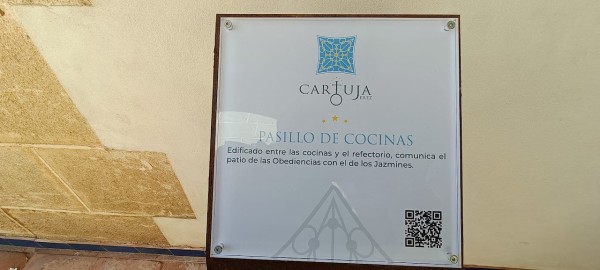 CARTUJA
PASILLO DE COCINAS
Edificado entre las cocinas y el refectorio, comunica el
patio de las Obediencias con el de los Jazmines.